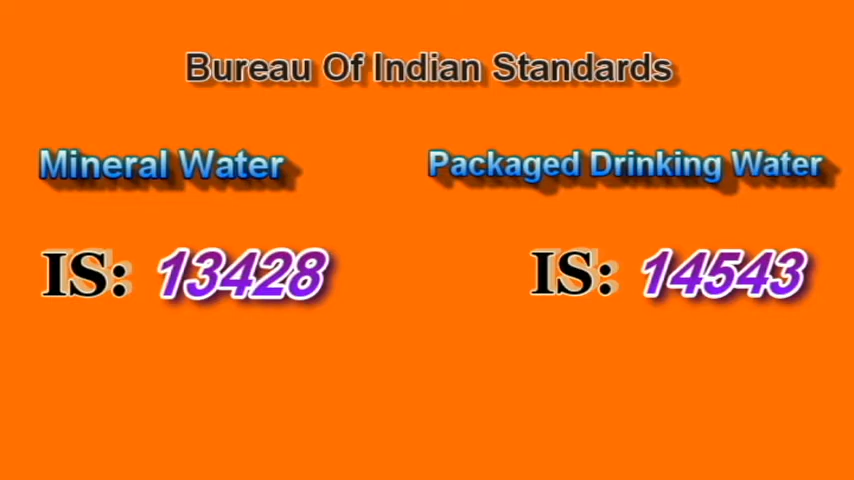 Bureau Of Indian Standards
Mineral Water
Packaged Drinking Water
IS: 13428
IS: 14543